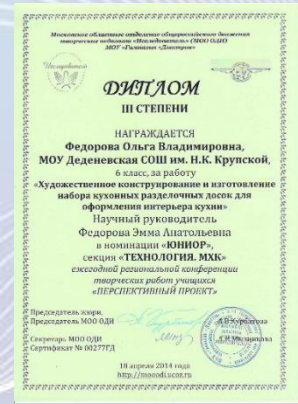 Московское областное отделение общероссийского движения
творческих педагогов «Исследователь» (МОО ОДИ)
МОУ «Гимназия «Дмитров»
Исследователь
ДИПЛОМ
III СТЕПЕНИ
НАГРАЖДАЕТСЯ
Федорова Ольга Владимировна,
МОУ Деденевская СОШ им. Н.К. Крупской,
6 класс, за работу
«Художественное конструирование и изготовление
набора кухонных разделочных досок для
оформления интерьера кухни»
Научный руководитель
Федорова Эмма Анатольевна
в номинации «ЮНИОР»,
секция «ТЕХНОЛОГИЯ. МХК»
ежегодной региональной конференции
творческих работ учащихся
«ПЕРСПЕКТИВНЫЙ ПРОЕКТ»
Председатель жюри,
Председатель МОО ОДИ
А.В.Курбатова
Секретарь МОО ОДИ
Сертификат № 00277ГД
18 апреля 2014 года